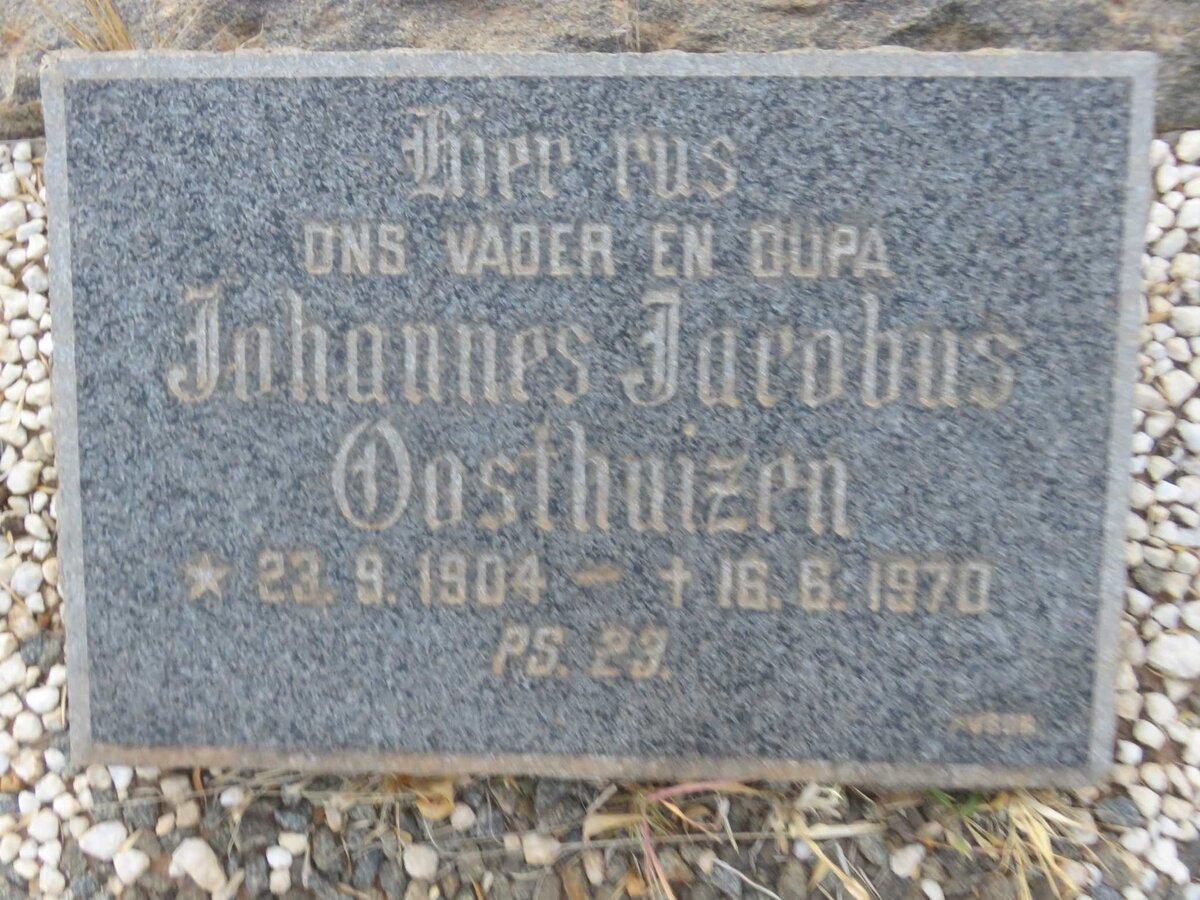 Hier rus
ONS VADER EN OUPA
Johannes Jacobus
Oosthuizen
★ 23. 9. 1904 – † 16. 6. 1970
PS. 23.